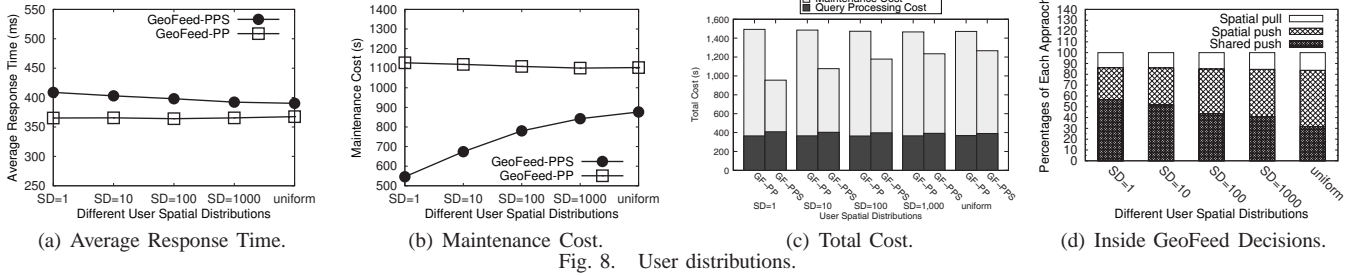 550
500
450
400
350
300
250
Average Response Time (ms)
GeoFeed-PPS
GeoFeed-PP
SD=1 SD=10 SD=100 SD=1000 uniform
Different User Spatial Distributions
(a) Average Response Time.
1400
1300
1200
1100
1000
900
800
700
600
500
Maintenance Cost (s)
GeoFeed-PPS
GeoFeed-PP
SD=1 SD=10 SD=100 SD=1000 uniform
Different User Spatial Distributions
(b) Maintenance Cost.
Maintenance Cost
Query Processing Cost
1,600
1,400
1,200
1,000
800
600
400
200
0
Total Cost (s)
GF-PP GF-PPS GF-PP GF-PPS GF-PP GF-PPS GF-PP GF-PPS GF-PP GF-PPS
SD=1 SD=10 SD=100 SD=1,000 uniform
User Spatial Distributions
(c) Total Cost.
140
130
120
110
100
90
80
70
60
50
40
30
20
10
0
Percentages of Each Appraoch
Spatial pull
Spatial push
Shared push
SD=1 SD=10 SD=100 SD=1000 uniform
Different User Spatial Distributions
(d) Inside GeoFeed Decisions.
Fig. 8. User distributions.